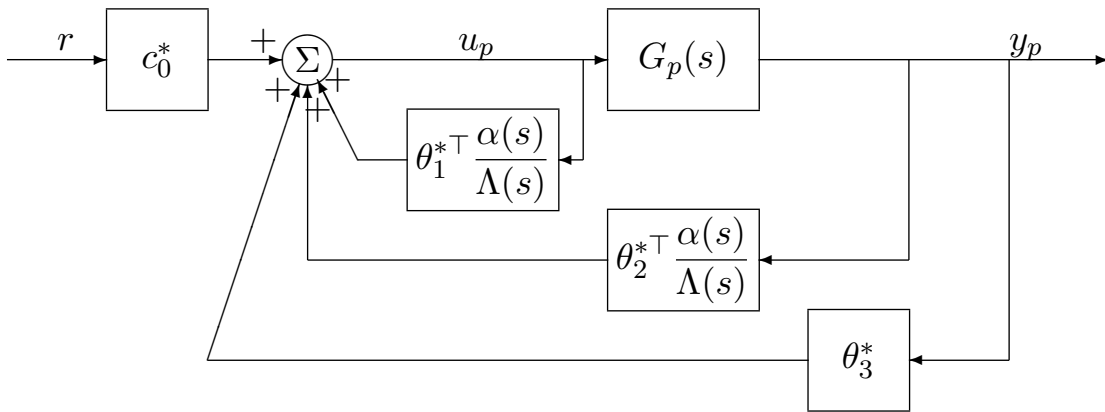 r
c_0^*
+
Σ
u_p
G_p(s)
y_p
+
+
+
θ_1^{*⊤} α(s)/Λ(s)
θ_2^{*⊤} α(s)/Λ(s)
θ_3^*